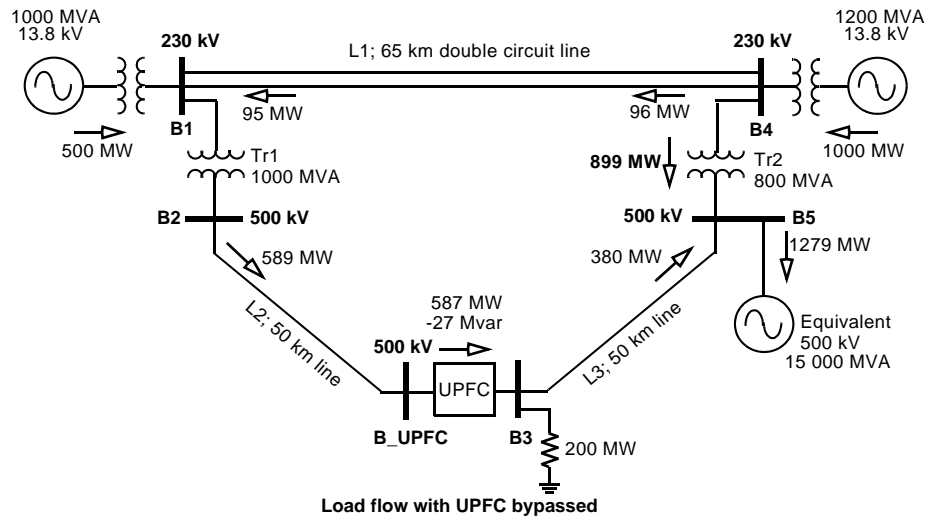 1000 MVA
13.8 kV
230 kV
L1; 65 km double circuit line
230 kV
1200 MVA
13.8 kV
95 MW
96 MW
500 MW
B1
B4
1000 MW
Tr1
1000 MVA
899 MW
Tr2
800 MVA
B2
500 kV
500 kV
B5
589 MW
380 MW
1279 MW
L2; 50 km line
587 MW
-27 Mvar
500 kV
L3; 50 km line
Equivalent
500 kV
15 000 MVA
UPFC
B_UPFC
B3
200 MW
Load flow with UPFC bypassed